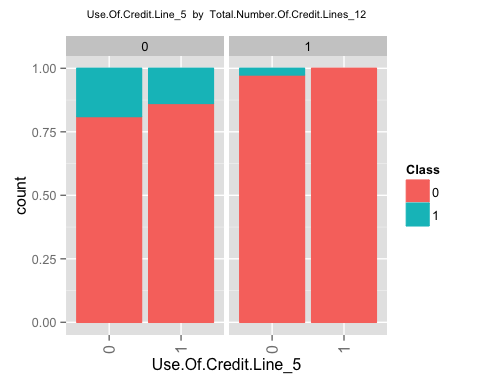 Use.Of.Credit.Line_5 by Total.Number.Of.Credit.Lines_12
0 1
1.00
0.75
0.50
0.25
0.00
count
0 1 0 1
Use.Of.Credit.Line_5
Class
0
1